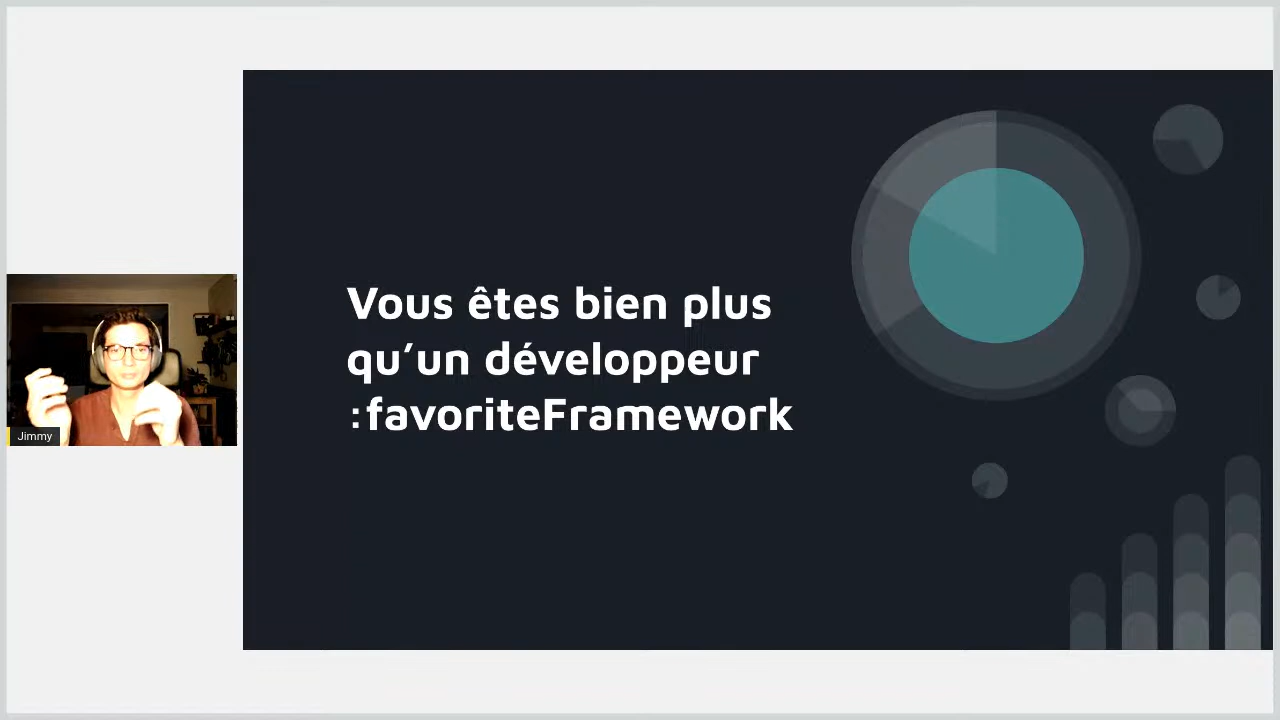 Vous êtes bien plus
qu’un développeur
:favoriteFramework
Jimmy